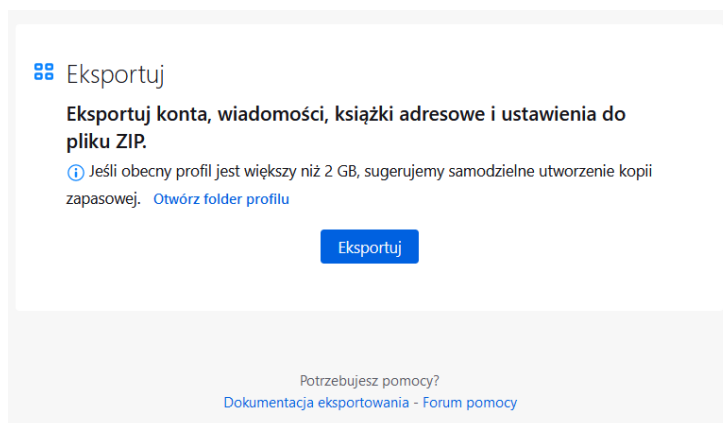 Eksportuj
Eksportuj konta, wiadomości, książki adresowe i ustawienia do
pliku ZIP.
Jeśli obecny profil jest większy niż 2 GB, sugerujemy samodzielne utworzenie kopii
zapasowej. Otwórz folder profilu
Eksportuj
Potrzebujesz pomocy?
Dokumentacja eksportowania - Forum pomocy